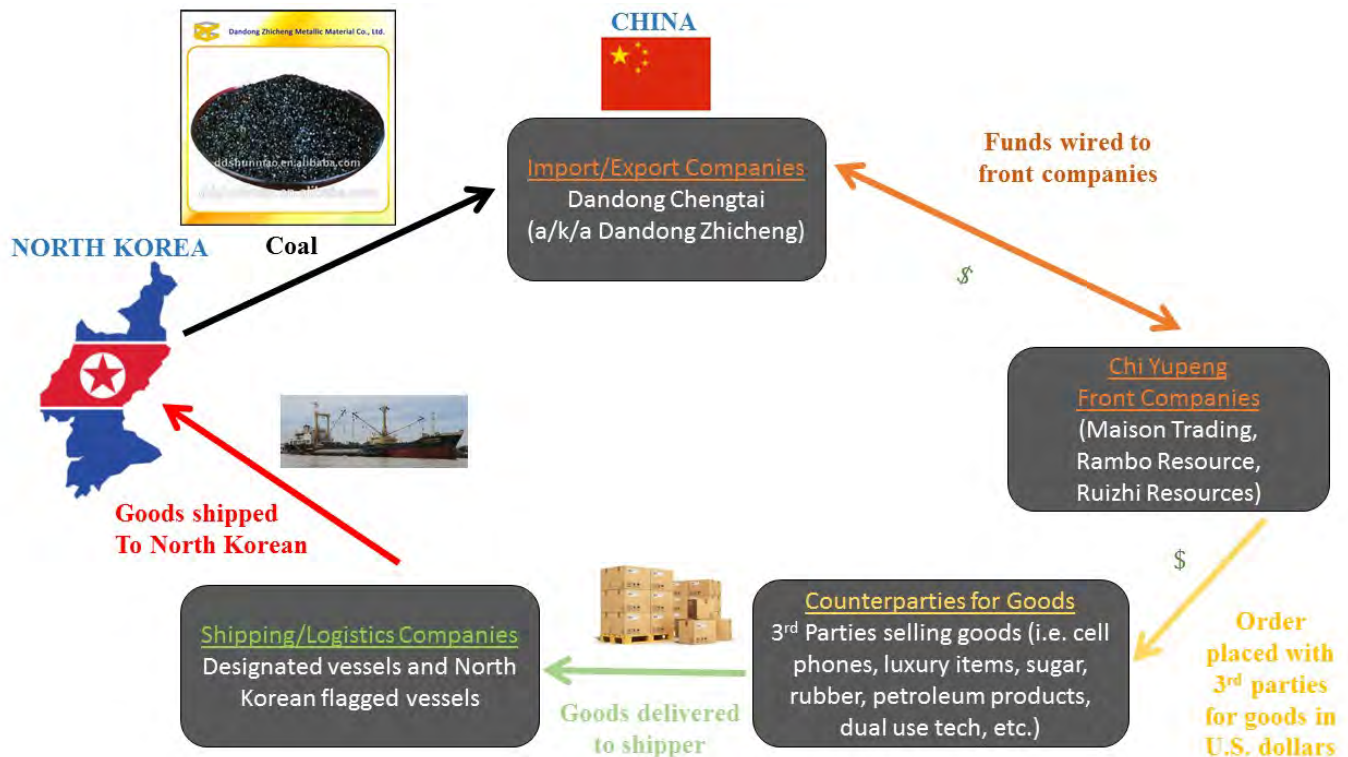 Dandong Zhicheng Metallic Material Co., Ltd.
ddshunntao.en.alibaba.com
CHINA
Import/Export Companies
Dandong Chengtai
(a/k/a Dandong Zhicheng)
Funds wired to
front companies
$
NORTH KOREA
Coal
Chi Yupeng
Front Companies
(Maison Trading,
Rambo Resource,
Ruizhi Resources)
$
Order
placed with
3rd parties
for goods in
U.S. dollars
Counterparties for Goods
3rd Parties selling goods (i.e. cell
phones, luxury items, sugar,
rubber, petroleum products,
dual use tech, etc.)
Goods delivered
to shipper
Shipping/Logistics Companies
Designated vessels and North
Korean flagged vessels
Goods shipped
To North Korean